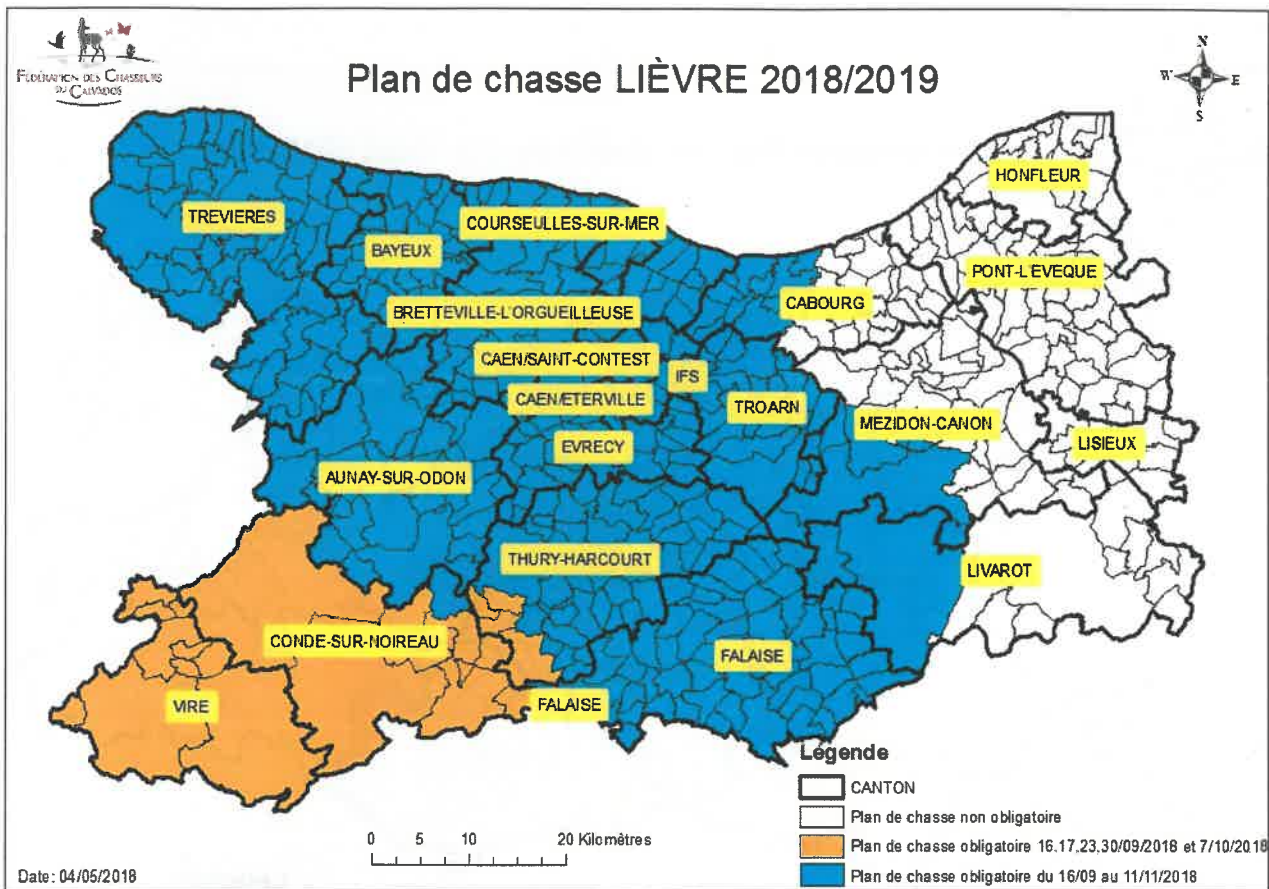 FÉDÉRATION DES CHASSEURS
DU CALVADOS
Plan de chasse LIÈVRE 2018/2019
N
W E
S
HONFLEUR
TREVIERES
COURSEULLES-SUR-MER
BAYEUX
PONT-L'EVEQUE
CABOURG
BRETTEVILLE-L'ORGUEILLEUSE
CAEN/SAINT-CONTEST
IFS
CAEN/ETERVILLE
TROARN
MEZIDON-CANON
LISIEUX
EVRECY
AUNAY-SUR-ODON
THURY-HARCOURT
LIVAROT
CONDE-SUR-NOIREAU
FALAISE
VIRE
FALAISE
Légende
CANTON
Plan de chasse non obligatoire
Plan de chasse obligatoire 16.17,23,30/09/2018 et 7/10/2018
Plan de chasse obligatoire du 16/09 au 11/11/2018
0 5 10 20 Kilomètres
Date: 04/05/2018